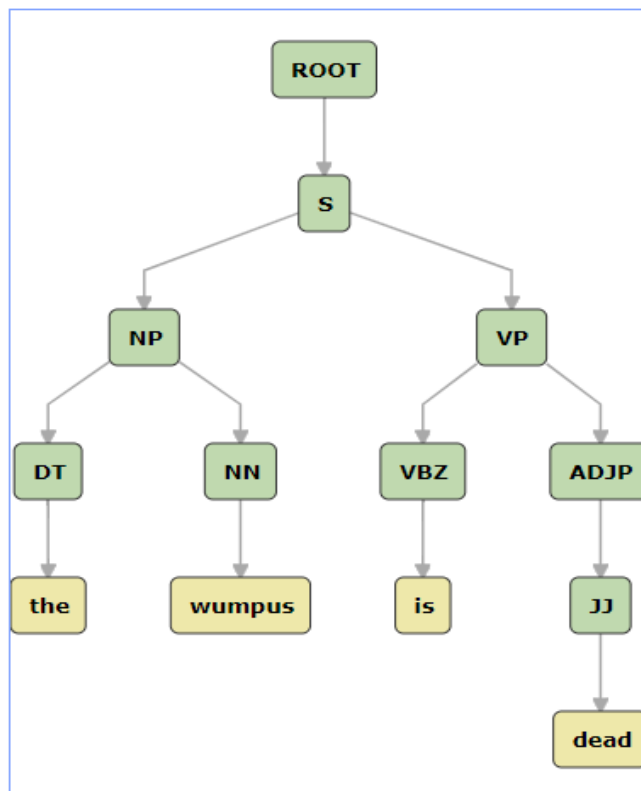 ROOT
S
NP VP
DT NN VBZ ADJP
the wumpus is JJ
dead